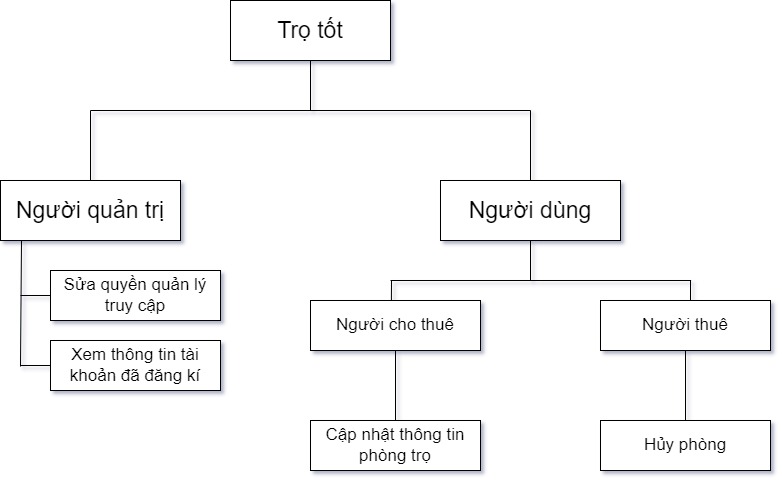 Trọ tốt
Người quản trị
Người dùng
Sửa quyền quản lý
truy cập
Xem thông tin tài
khoản đã đăng kí
Người cho thuê
Người thuê
Cập nhật thông tin
phòng trọ
Hủy phòng